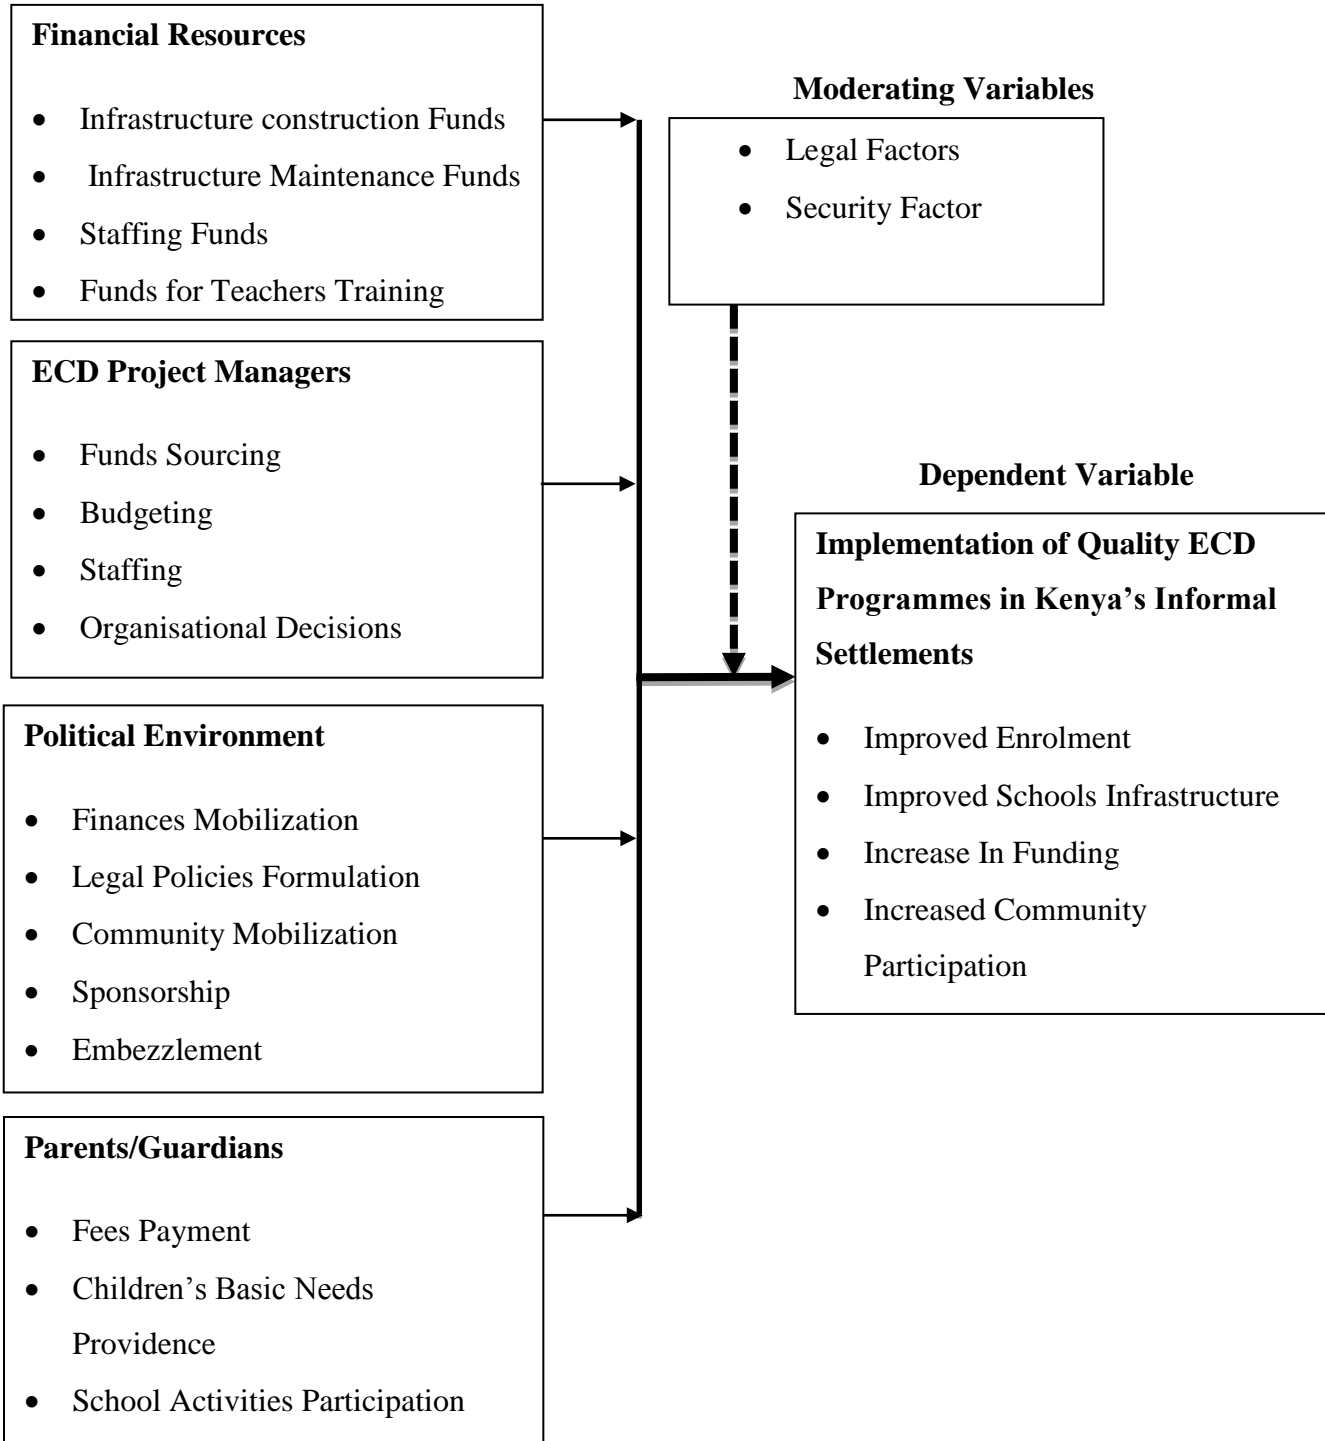 Financial Resources
• Infrastructure construction Funds
• Infrastructure Maintenance Funds
• Staffing Funds
• Funds for Teachers Training
ECD Project Managers
• Funds Sourcing
• Budgeting
• Staffing
• Organisational Decisions
Political Environment
• Finances Mobilization
• Legal Policies Formulation
• Community Mobilization
• Sponsorship
• Embezzlement
Parents/Guardians
• Fees Payment
• Children’s Basic Needs
Providence
• School Activities Participation
Moderating Variables
• Legal Factors
• Security Factor
Dependent Variable
Implementation of Quality ECD
Programmes in Kenya’s Informal
Settlements
• Improved Enrolment
• Improved Schools Infrastructure
• Increase In Funding
• Increased Community
Participation